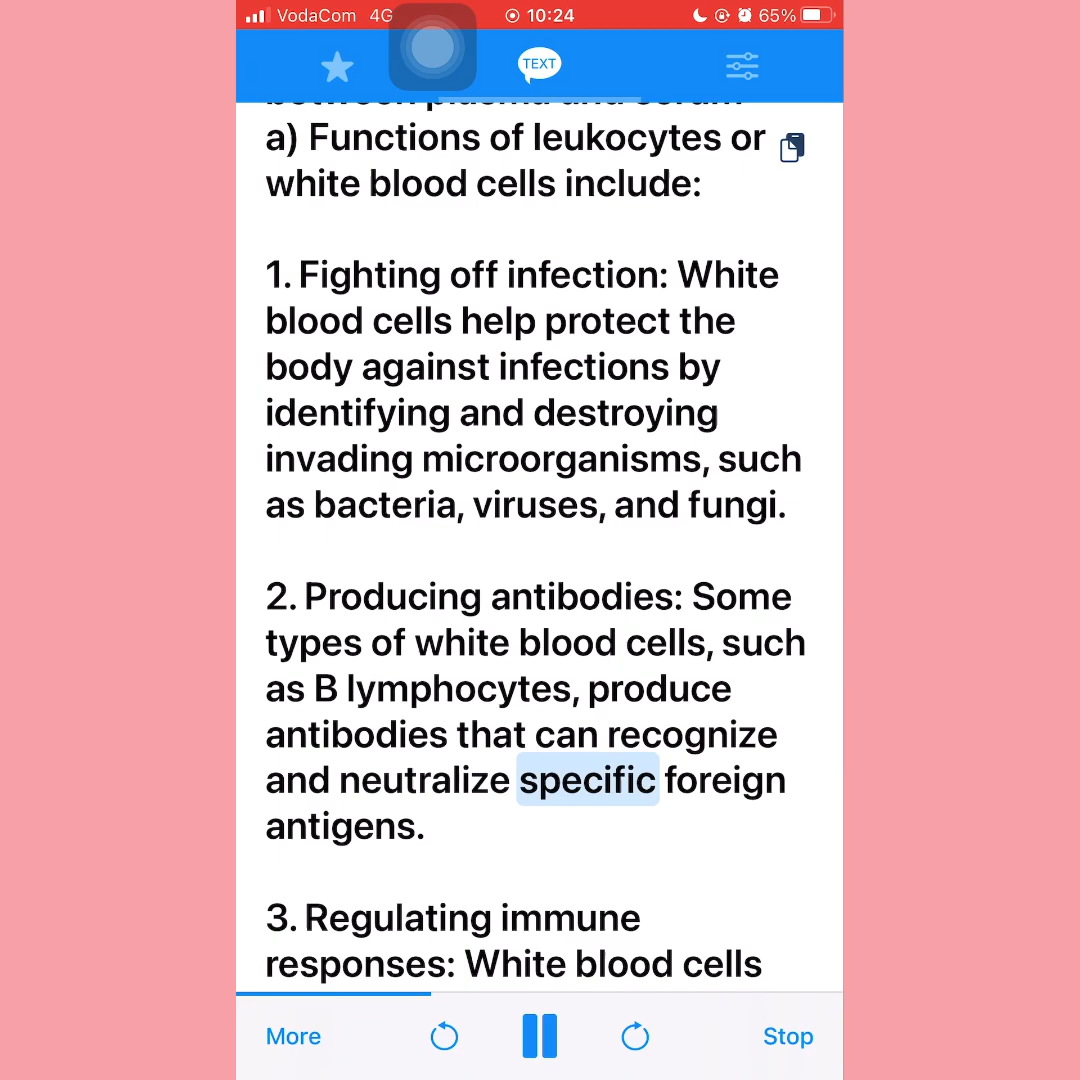 VodaCom 4G 10:24 65%
TEXT
a) Functions of leukocytes or
white blood cells include:
1. Fighting off infection: White
blood cells help protect the
body against infections by
identifying and destroying
invading microorganisms, such
as bacteria, viruses, and fungi.
2. Producing antibodies: Some
types of white blood cells, such
as B lymphocytes, produce
antibodies that can recognize
and neutralize specific foreign
antigens.
3. Regulating immune
responses: White blood cells
More Stop